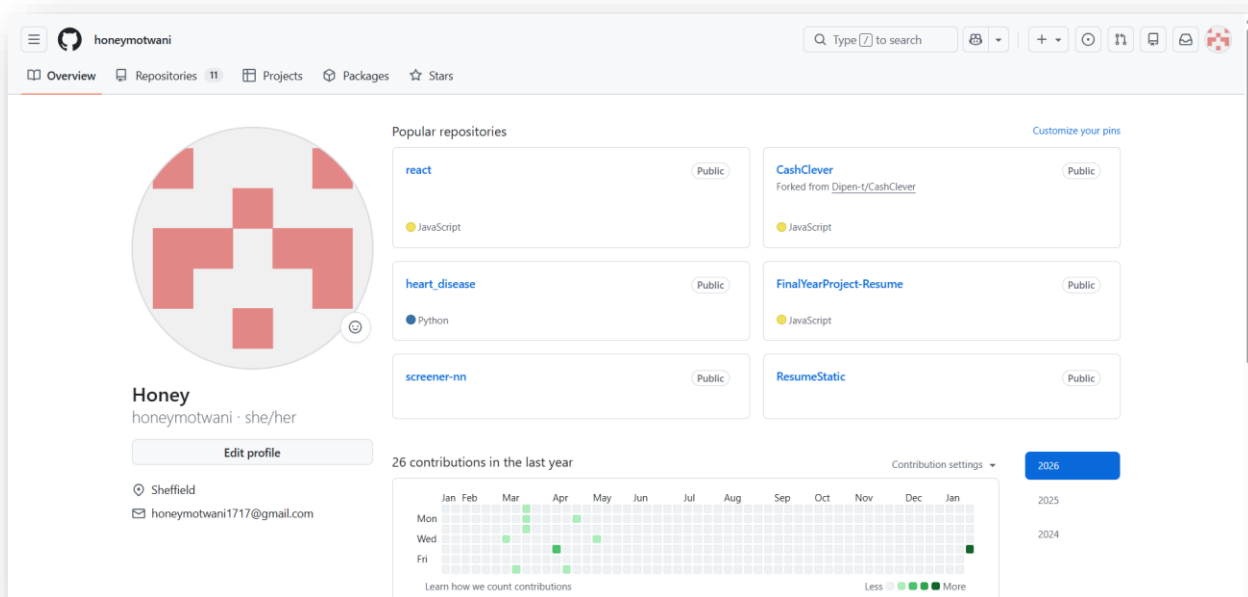 honeymotwani
Type / to search
Overview
Repositories 11
Projects
Packages
Stars
Popular repositories
Customize your pins
react
Public
JavaScript
CashClever
Public
Forked from Dipen-t/CashClever
JavaScript
heart_disease
Public
Python
FinalYearProject-Resume
Public
JavaScript
screener-nn
Public
ResumeStatic
Public
Honey
honeymotwani · she/her
Edit profile
Sheffield
honeymotwani1717@gmail.com
26 contributions in the last year
Contribution settings
2026
2025
2024
Jan Feb Mar Apr May Jun Jul Aug Sep Oct Nov Dec Jan
Mon
Wed
Fri
Learn how we count contributions
Less More